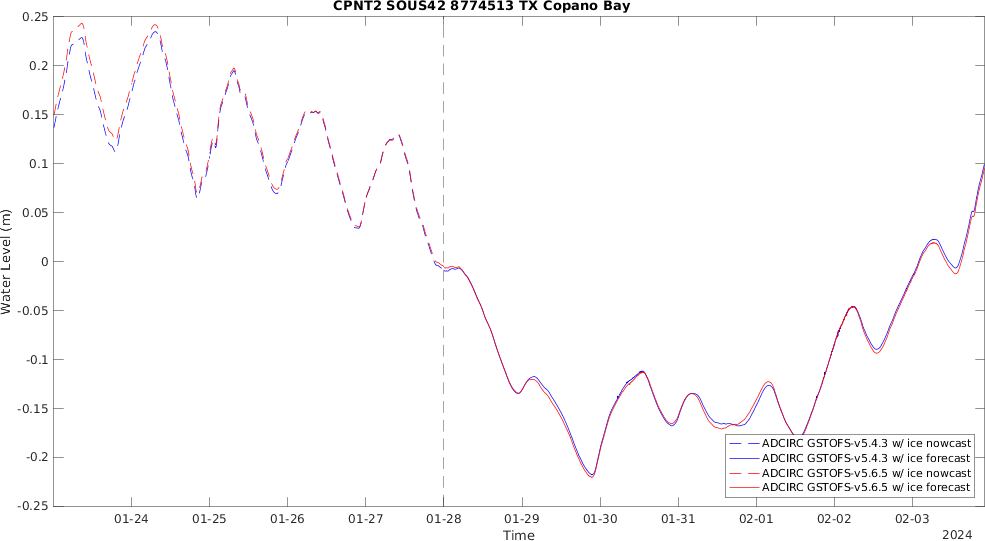 CPNT2 SOUS42 8774513 TX Copano Bay
0.25
0.2
0.15
0.1
0.05
0
-0.05
-0.1
-0.15
-0.2
-0.25
Water Level (m)
ADCIRC GSTOFS-v5.4.3 w/ ice nowcast
ADCIRC GSTOFS-v5.4.3 w/ ice forecast
ADCIRC GSTOFS-v5.6.5 w/ ice nowcast
ADCIRC GSTOFS-v5.6.5 w/ ice forecast
01-24 01-25 01-26 01-27 01-28 01-29 01-30 01-31 02-01 02-02 02-03
Time
2024